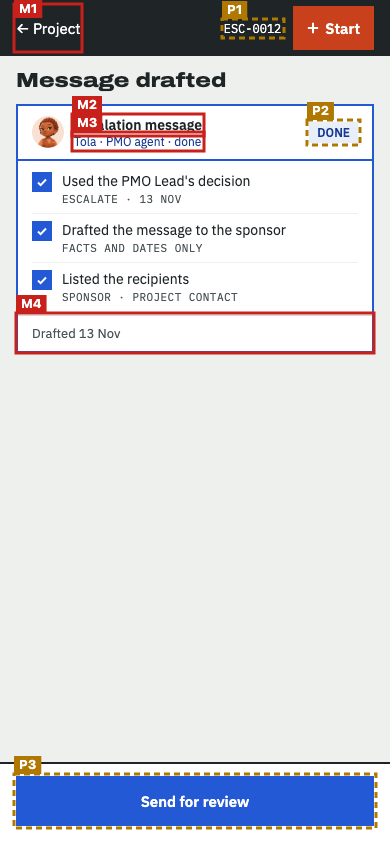 M1
P1
← Project
ESC-0012
+ Start
Message drafted
M2
P2
M3
message
DONE
Tola · PMO agent · done
Used the PMO Lead's decision
ESCALATE · 13 NOV
Drafted the message to the sponsor
FACTS AND DATES ONLY
Listed the recipients
SPONSOR · PROJECT CONTACT
M4
Drafted 13 Nov
P3
Send for review